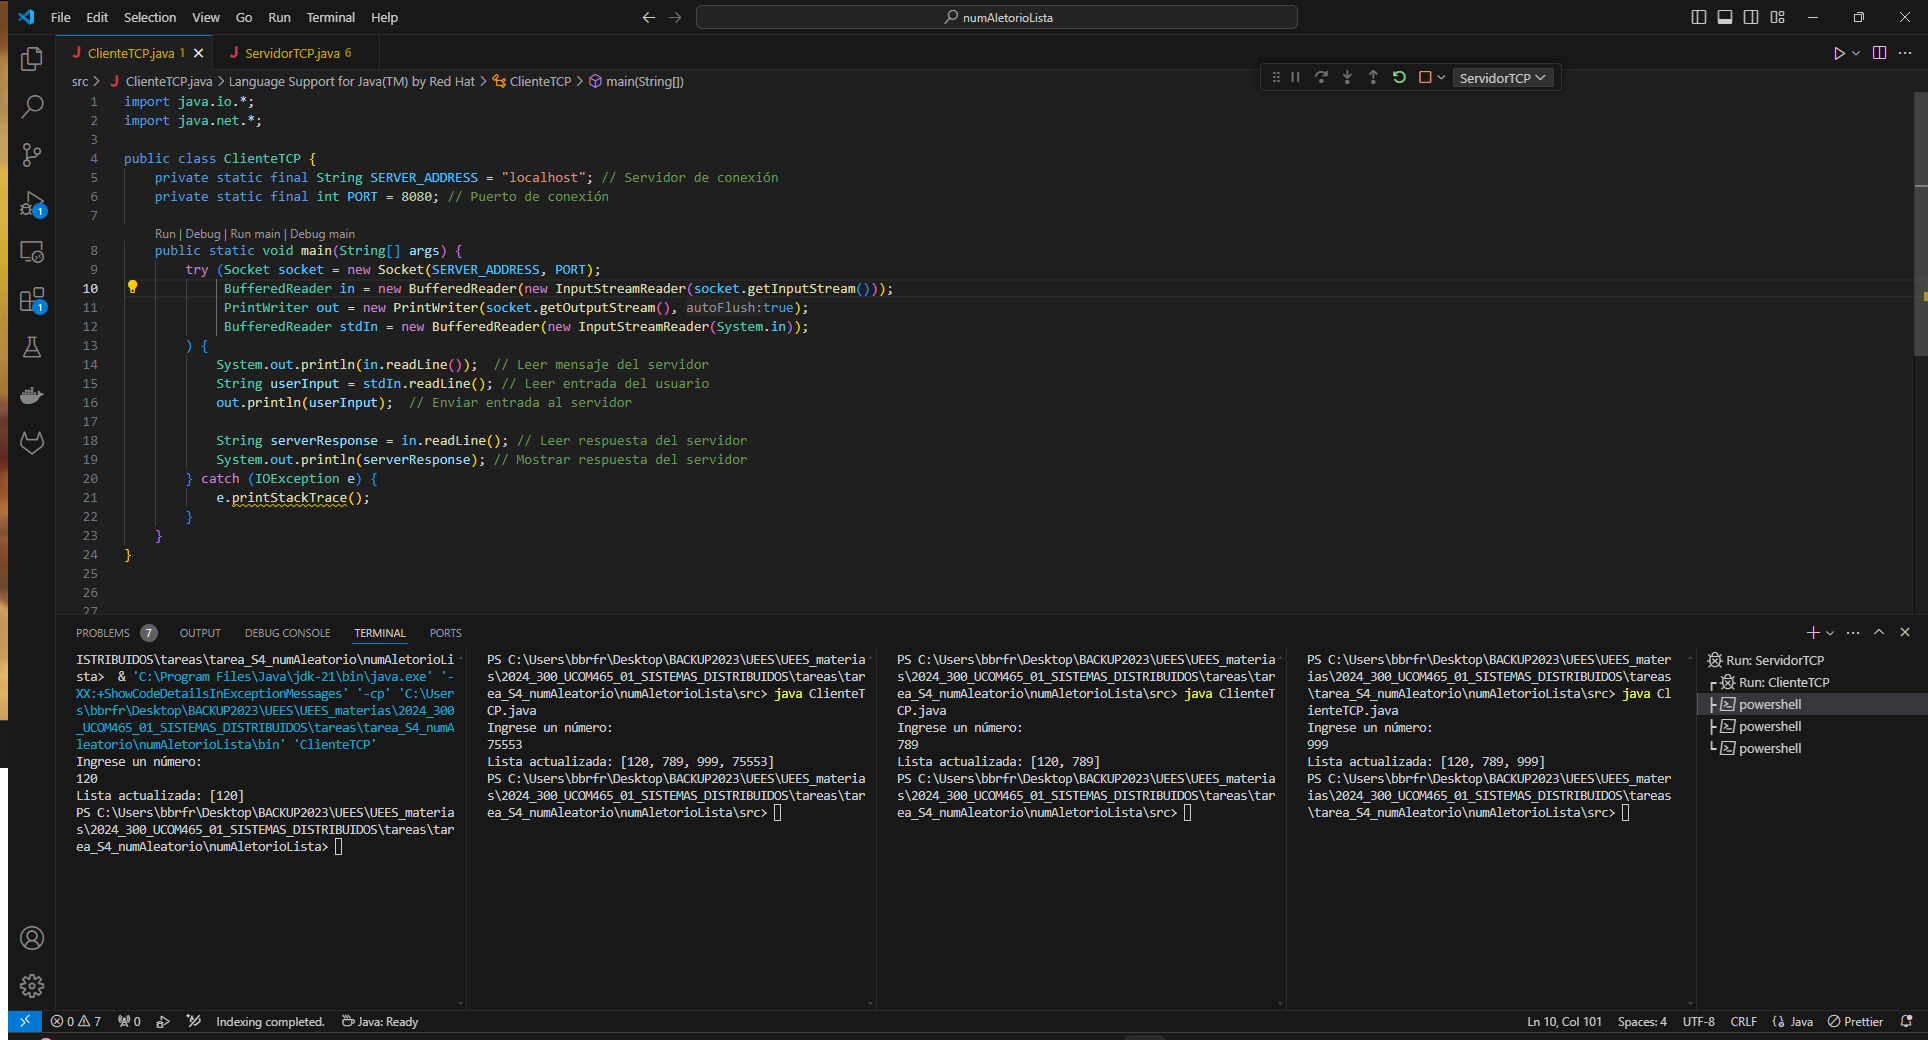 File Edit Selection View Go Run Terminal Help
numAletorioLista
ClienteTCP.java 1
ServidorTCP.java 6
src > ClienteTCP.java > Language Support for Java(TM) by Red Hat > ClienteTCP > main(String[])
ServidorTCP
1 import java.io.*;
2 import java.net.*;
3
4 public class ClienteTCP {
5 private static final String SERVER_ADDRESS = "localhost"; // Servidor de conexión
6 private static final int PORT = 8080; // Puerto de conexión
7
Run | Debug | Run main | Debug main
8 public static void main(String[] args) {
9 try (Socket socket = new Socket(SERVER_ADDRESS, PORT);
10 BufferedReader in = new BufferedReader(new InputStreamReader(socket.getInputStream()));
11 PrintWriter out = new PrintWriter(socket.getOutputStream(), autoFlush:true);
12 BufferedReader stdIn = new BufferedReader(new InputStreamReader(System.in));
13 ) {
14 System.out.println(in.readLine());  // Leer mensaje del servidor
15 String userInput = stdIn.readLine(); // Leer entrada del usuario
16 out.println(userInput);  // Enviar entrada al servidor
17
18 String serverResponse = in.readLine(); // Leer respuesta del servidor
19 System.out.println(serverResponse); // Mostrar respuesta del servidor
20 } catch (IOException e) {
21 e.printStackTrace();
22 }
23 }
24 }
25
26
27
1
1
PROBLEMS 7 OUTPUT DEBUG CONSOLE TERMINAL PORTS
ISTRIBUIDOS\tareas\tarea_S4_numAleatorio\numAletorioLi
sta>  & 'C:\Program Files\Java\jdk-21\bin\java.exe' '-
XX:+ShowCodeDetailsInExceptionMessages' '-cp' 'C:\User
s\bbrfr\Desktop\BACKUP2023\UEES\UEES_materias\2024_300
_UCOM465_01_SISTEMAS_DISTRIBUIDOS\tareas\tarea_S4_numA
leatorio\numAletorioLista\bin' 'ClienteTCP'
Ingrese un número:
120
Lista actualizada: [120]
PS C:\Users\bbrfr\Desktop\BACKUP2023\UEES\UEES_materia
s\2024_300_UCOM465_01_SISTEMAS_DISTRIBUIDOS\tareas\tar
ea_S4_numAleatorio\numAletorioLista>
PS C:\Users\bbrfr\Desktop\BACKUP2023\UEES\UEES_materia
s\2024_300_UCOM465_01_SISTEMAS_DISTRIBUIDOS\tareas\tar
ea_S4_numAleatorio\numAletorioLista\src> java ClienteT
CP.java
Ingrese un número:
75553
Lista actualizada: [120, 789, 999, 75553]
PS C:\Users\bbrfr\Desktop\BACKUP2023\UEES\UEES_materia
s\2024_300_UCOM465_01_SISTEMAS_DISTRIBUIDOS\tareas\tar
ea_S4_numAleatorio\numAletorioLista\src>
PS C:\Users\bbrfr\Desktop\BACKUP2023\UEES\UEES_materia
s\2024_300_UCOM465_01_SISTEMAS_DISTRIBUIDOS\tareas\tar
ea_S4_numAleatorio\numAletorioLista\src> java ClienteT
CP.java
Ingrese un número:
789
Lista actualizada: [120, 789]
PS C:\Users\bbrfr\Desktop\BACKUP2023\UEES\UEES_materia
s\2024_300_UCOM465_01_SISTEMAS_DISTRIBUIDOS\tareas\tar
ea_S4_numAleatorio\numAletorioLista\src>
PS C:\Users\bbrfr\Desktop\BACKUP2023\UEES\UEES_mater
ias\2024_300_UCOM465_01_SISTEMAS_DISTRIBUIDOS\tareas
\tarea_S4_numAleatorio\numAletorioLista\src> java Cl
ienteTCP.java
Ingrese un número:
999
Lista actualizada: [120, 789, 999]
PS C:\Users\bbrfr\Desktop\BACKUP2023\UEES\UEES_mater
ias\2024_300_UCOM465_01_SISTEMAS_DISTRIBUIDOS\tareas
\tarea_S4_numAleatorio\numAletorioLista\src>
Run: ServidorTCP
Run: ClienteTCP
powershell
powershell
powershell
0 7 0 Indexing completed. Java: Ready Ln 10, Col 101 Spaces: 4 UTF-8 CRLF Java Prettier